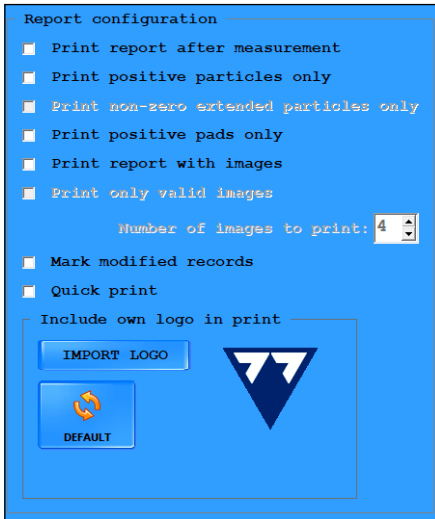 Report configuration
Print report after measurement
Print positive particles only
Print non-zero extended particles only
Print positive pads only
Print report with images
Print only valid images
Number of images to print: 4
Mark modified records
Quick print
Include own logo in print
IMPORT LOGO
77
DEFAULT